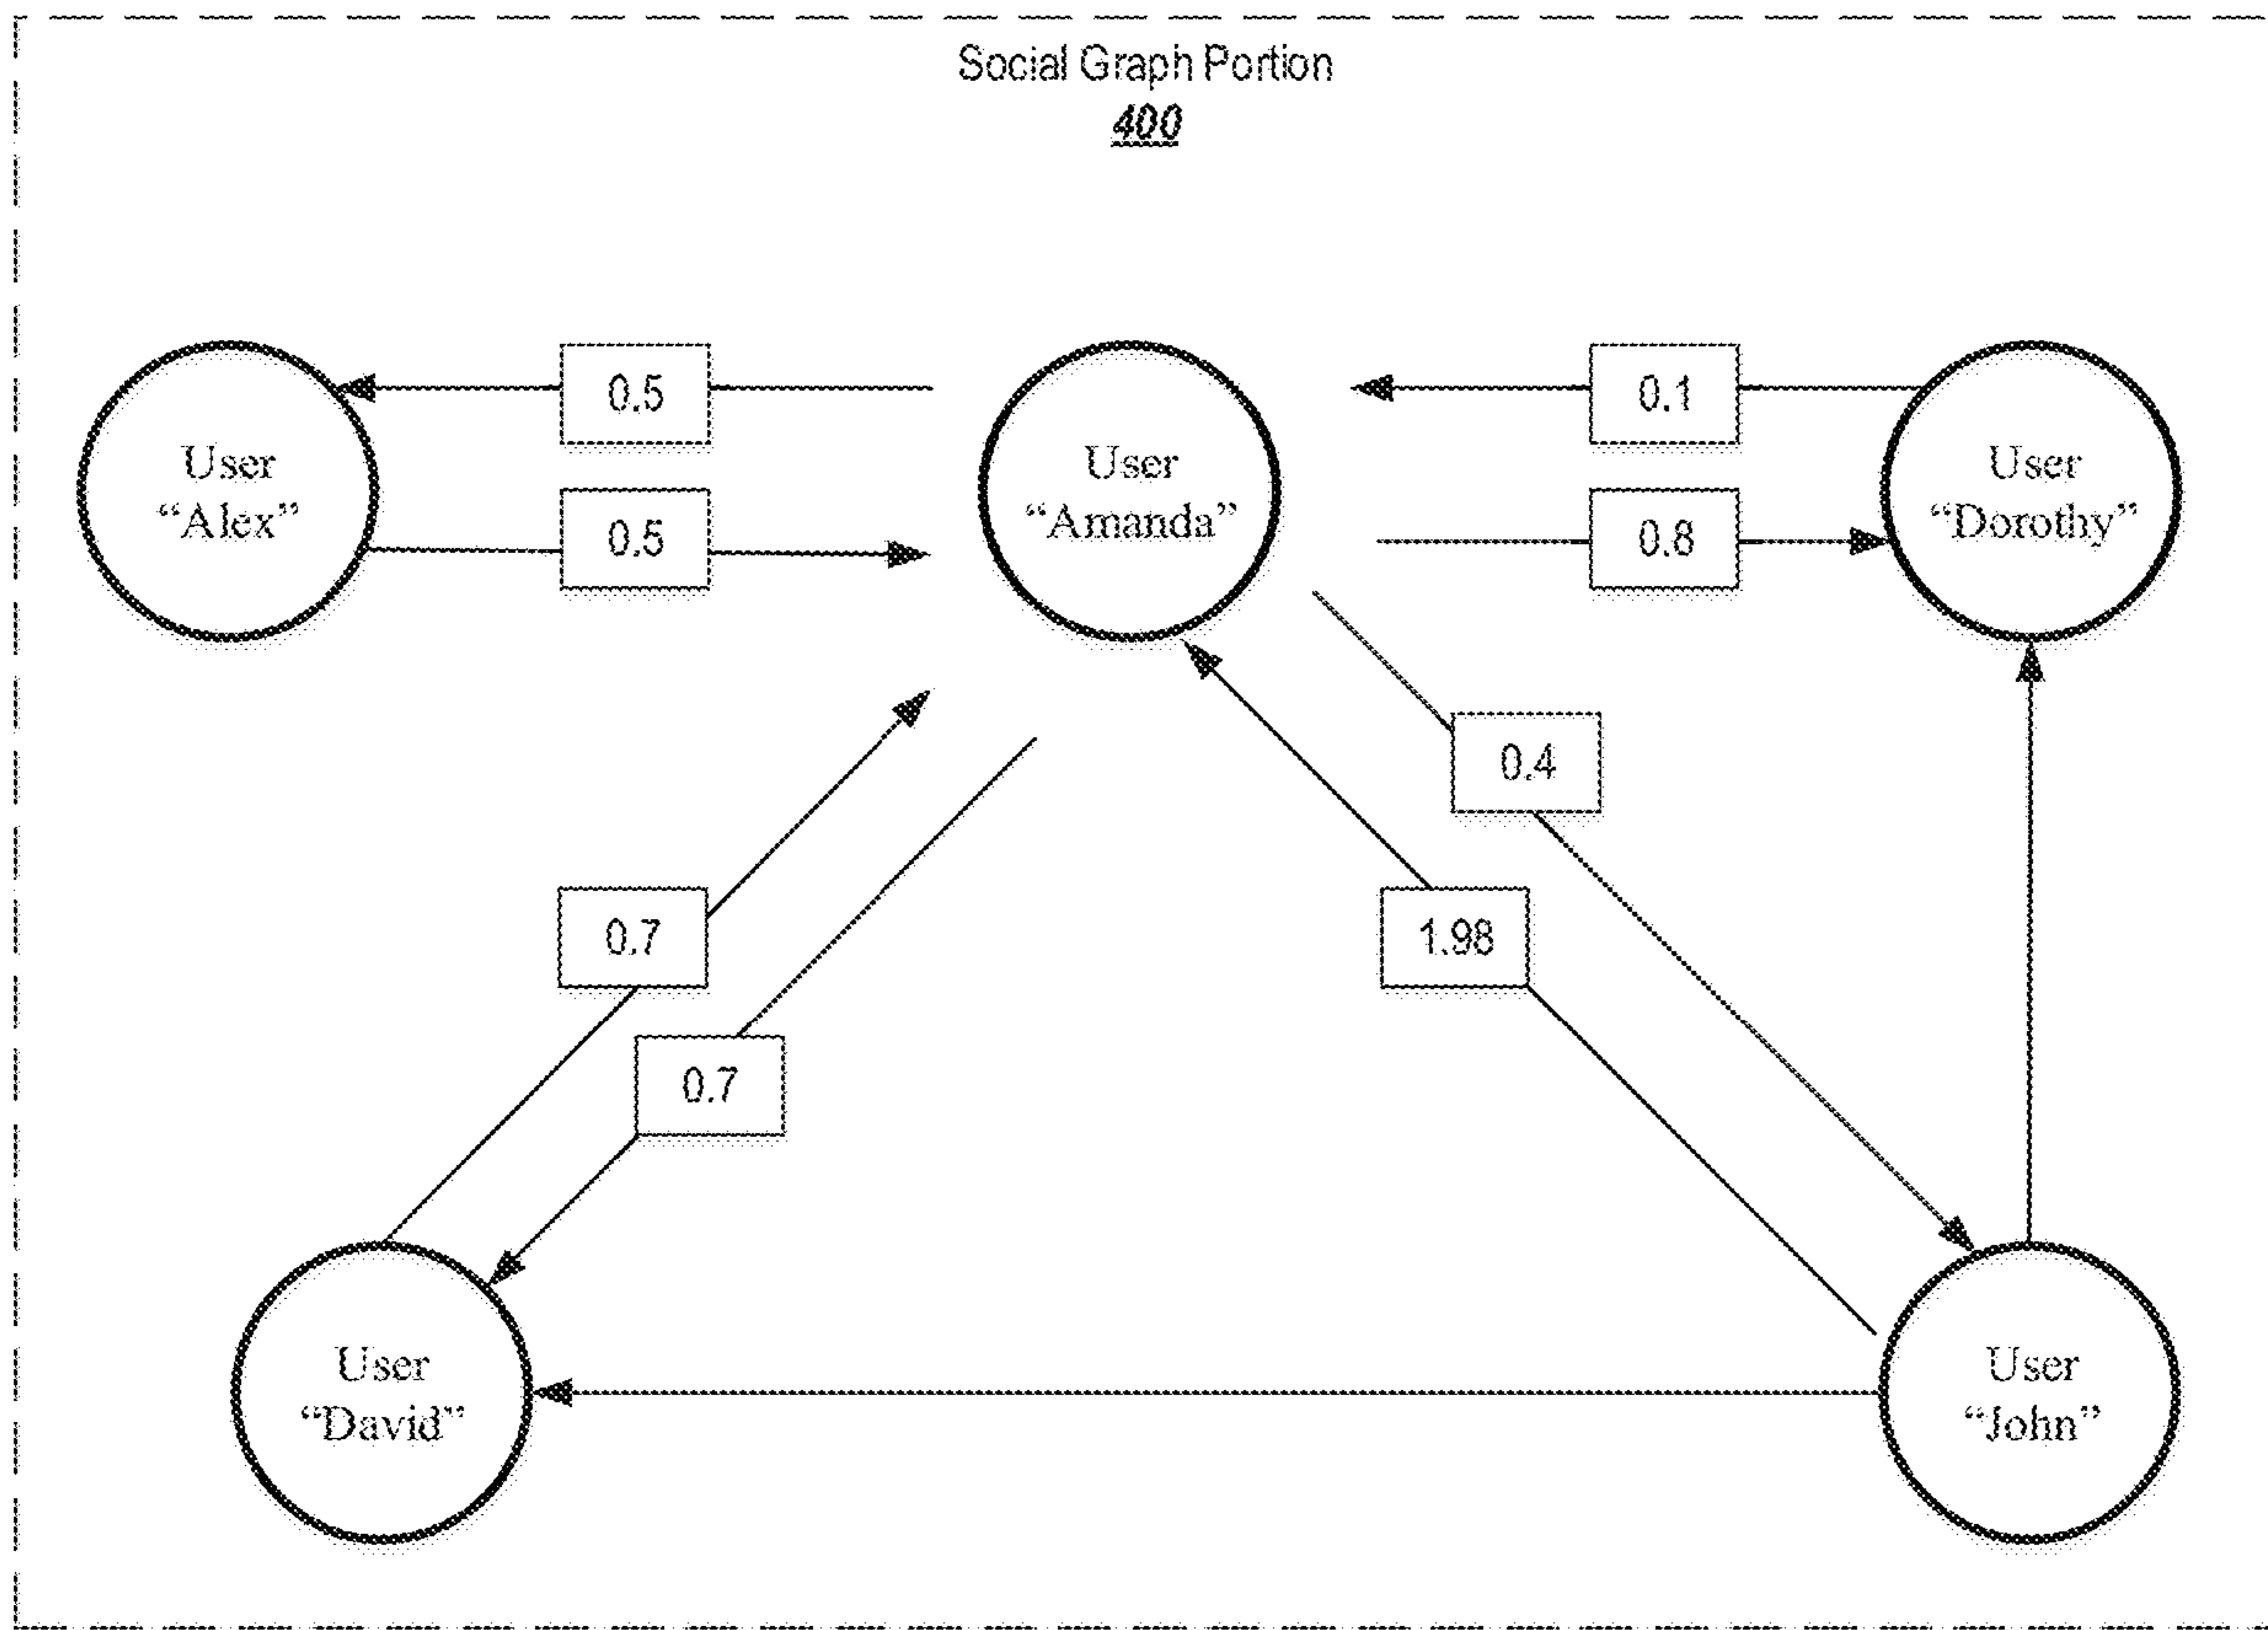 Social Graph Portion
400
0.5
0.1
User
“Alex”
User
“Amanda”
User
“Dorothy”
0.5
0.8
0.4
0.7
1.98
0.7
User
“David”
User
“John”